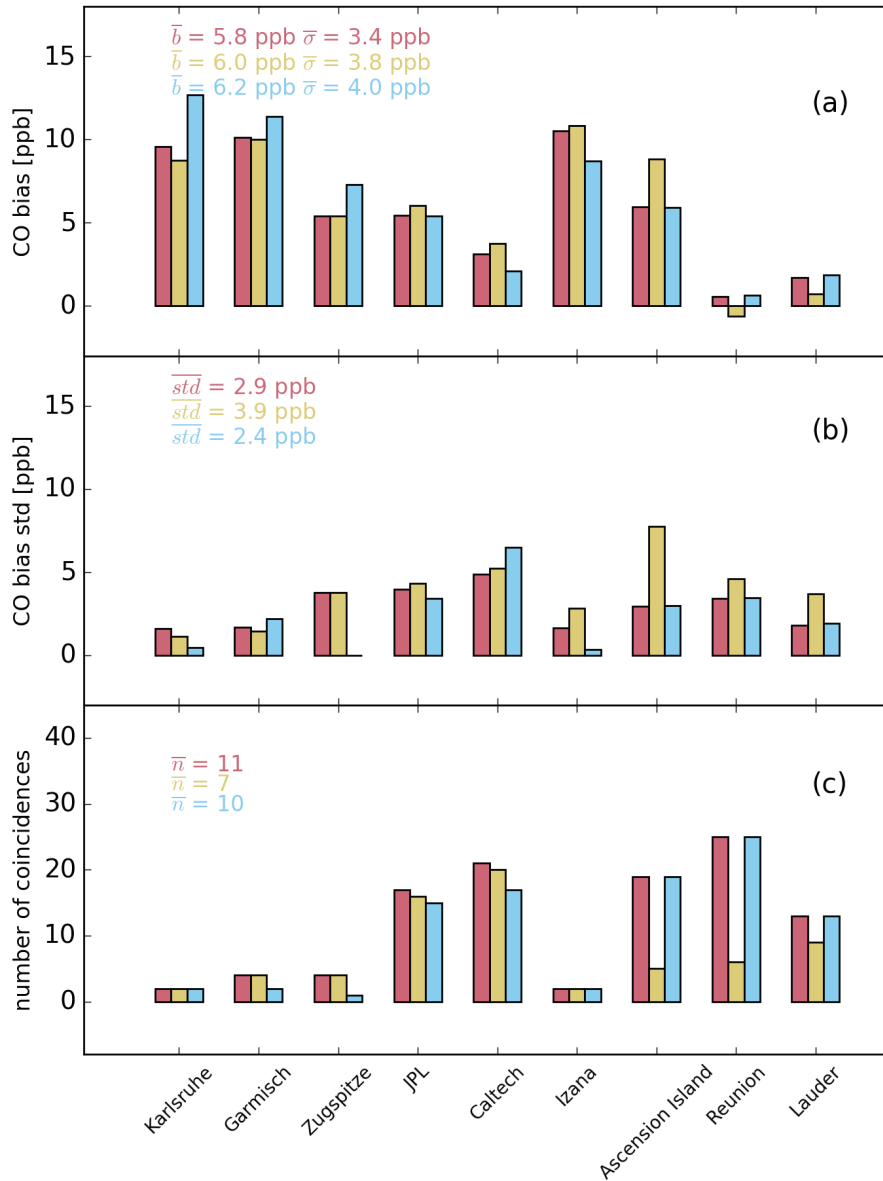 15
10
5
0
CO bias [ppb]
b̅ = 5.8 ppb σ̅ = 3.4 ppb
b̅ = 6.0 ppb σ̅ = 3.8 ppb
b̅ = 6.2 ppb σ̅ = 4.0 ppb
(a)
15
10
5
0
CO bias std [ppb]
s̅t̅d̅ = 2.9 ppb
s̅t̅d̅ = 3.9 ppb
s̅t̅d̅ = 2.4 ppb
(b)
40
30
20
10
0
number of coincidences
n̅ = 11
n̅ = 7
n̅ = 10
(c)
Karlsruhe
Garmisch
Zugspitze
JPL
Caltech
Izana
Ascension Island
Reunion
Lauder